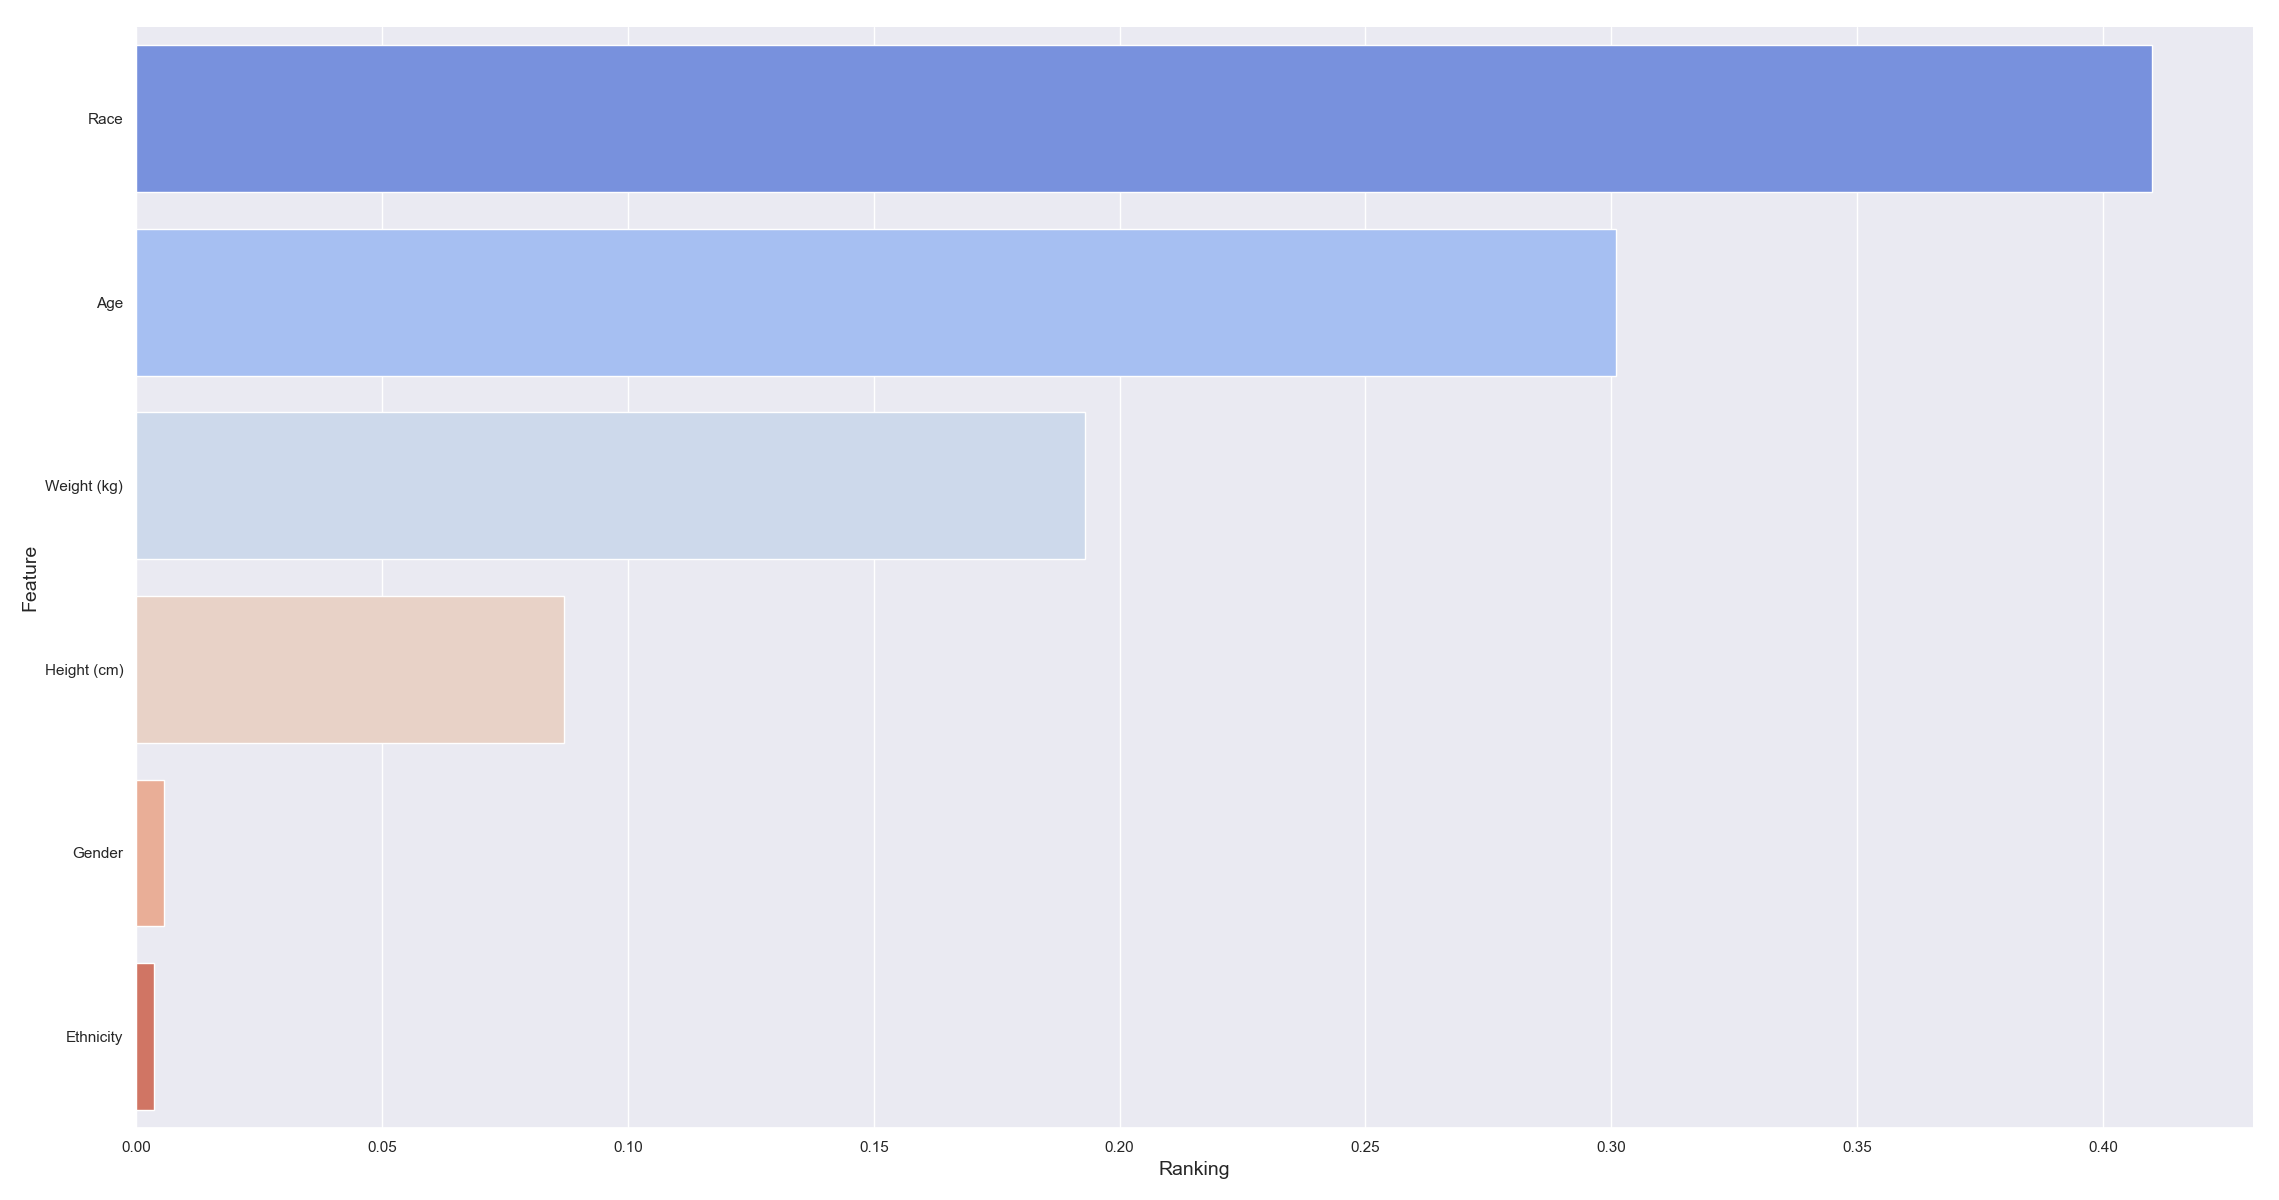 Race
Age
Weight (kg)
Height (cm)
Gender
Ethnicity
Feature
0.00 0.05 0.10 0.15 0.20 0.25 0.30 0.35 0.40
Ranking